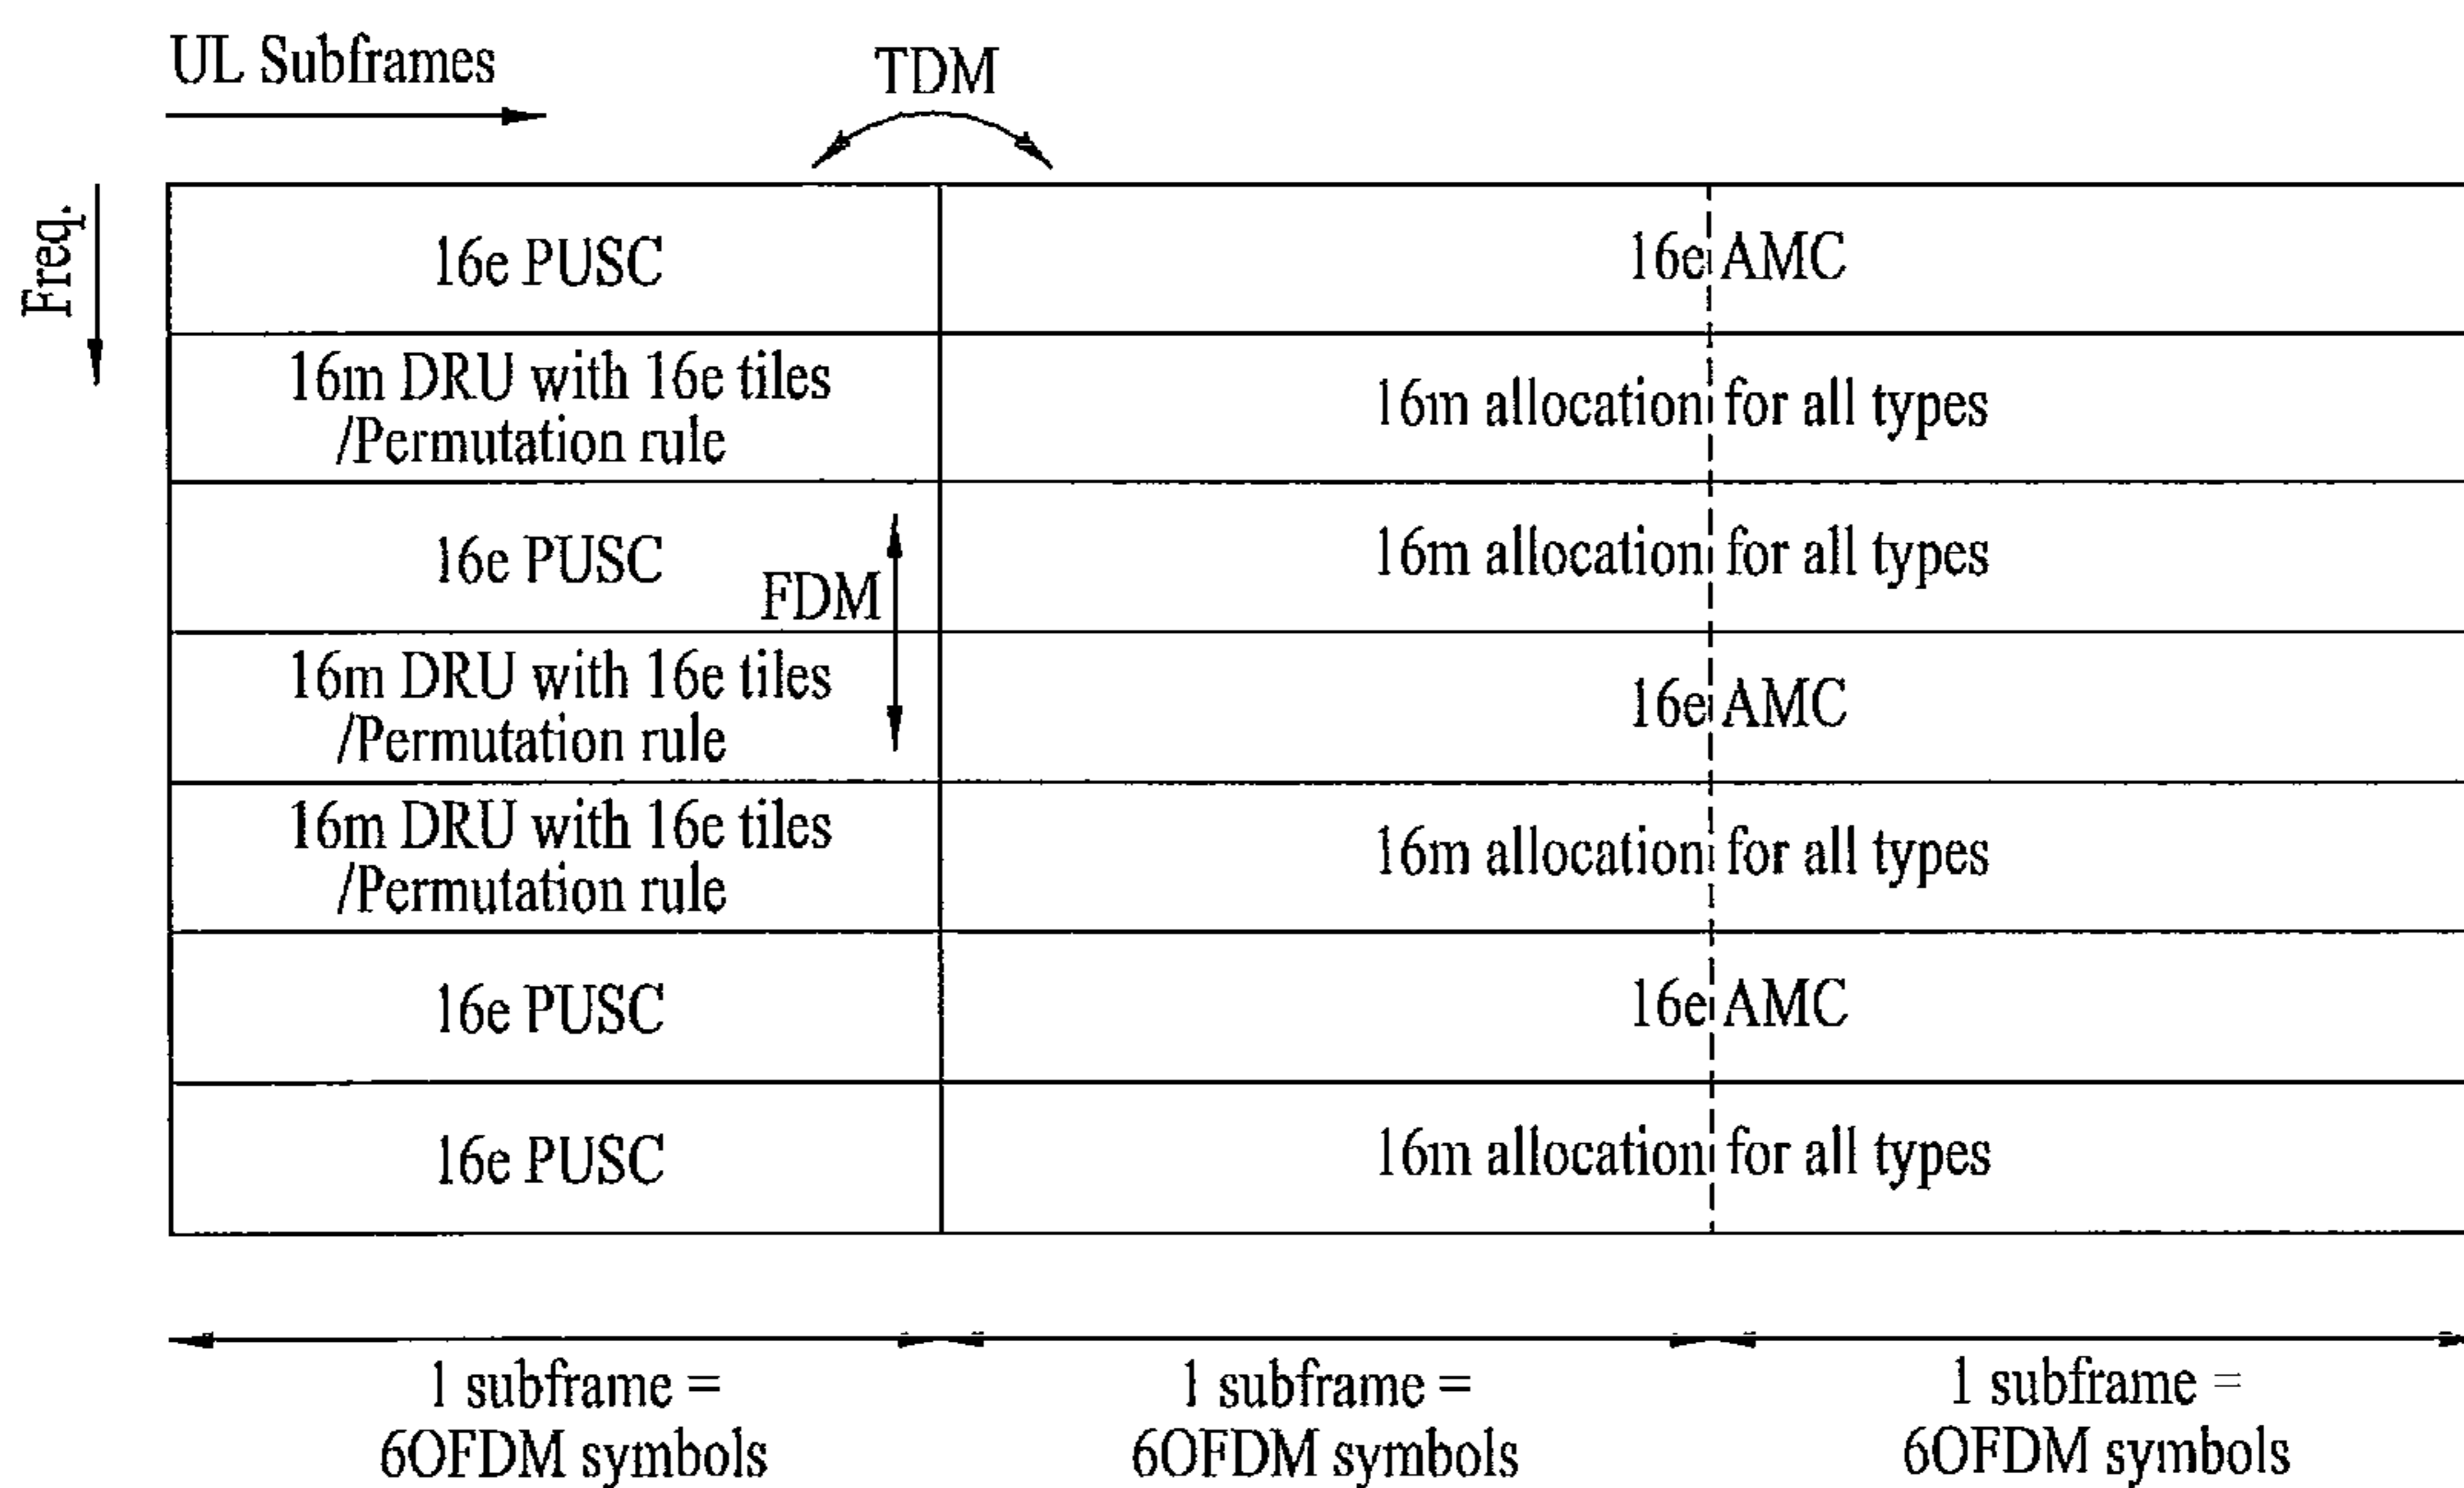 UL Subframes
TDM
Freq.
16e PUSC
16e AMC
16m DRU with 16e tiles
/Permutation rule
16m allocation for all types
16e PUSC
FDM
16m allocation for all types
16m DRU with 16e tiles
/Permutation rule
16e AMC
16m DRU with 16e tiles
/Permutation rule
16m allocation for all types
16e PUSC
16e AMC
16e PUSC
16m allocation for all types
1 subframe =
6OFDM symbols
1 subframe =
6OFDM symbols
1 subframe =
6OFDM symbols